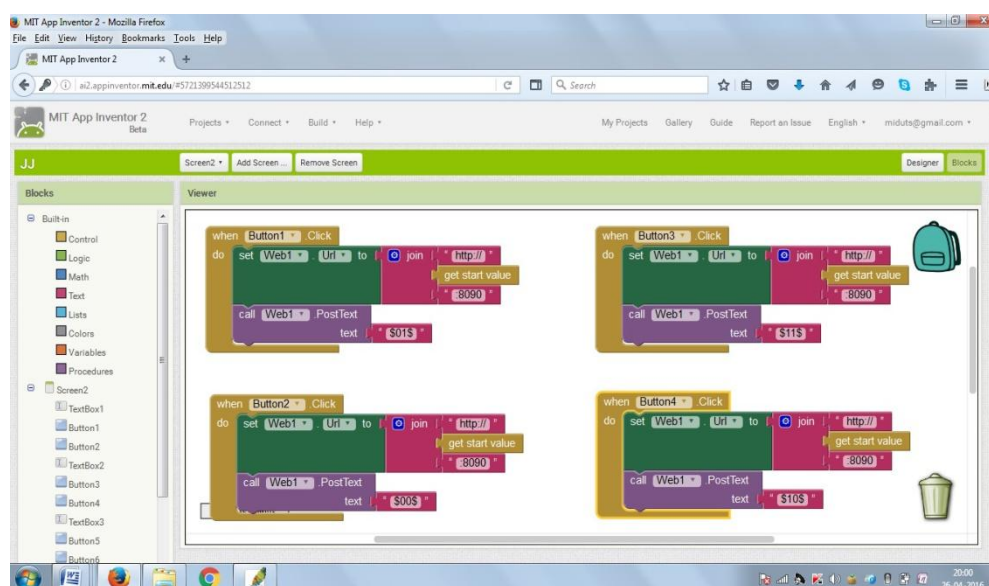 MIT App Inventor 2 - Mozilla Firefox
File Edit View History Bookmarks Tools Help
MIT App Inventor 2 × +
ai2.appinventor.mit.edu/#5721399544512512
Search
MIT App Inventor 2
Beta
Projects Connect Build Help
My Projects Gallery Guide Report an Issue English miduts@gmail.com
JJ
Screen2 Add Screen ... Remove Screen
Designer Blocks
Blocks
Viewer
Built-in
Control
Logic
Math
Text
Lists
Colors
Variables
Procedures
Screen2
TextBox1
Button1
Button2
TextBox2
Button3
Button4
TextBox3
Button5
Button6
when Button1 .Click
do set Web1 . Url to join " http:// "
get start value
" :8090 "
call Web1 .PostText
text " $01$ "
when Button3 .Click
do set Web1 . Url to join " http:// "
get start value
" :8090 "
call Web1 .PostText
text " $11$ "
when Button2 .Click
do set Web1 . Url to join " http:// "
get start value
" :8090 "
call Web1 .PostText
text " $00$ "
when Button4 .Click
do set Web1 . Url to join " http:// "
get start value
" :8090 "
call Web1 .PostText
text " $10$ "
20:00
26-04-2016